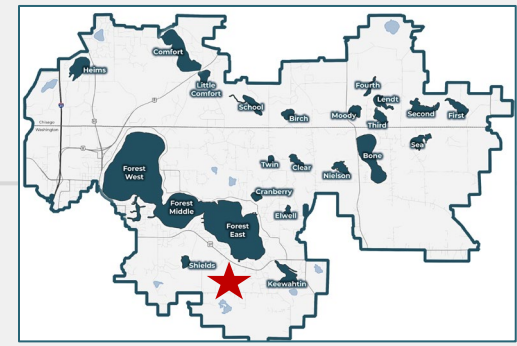 Comfort
Heims
Little
Comfort
Fourth
Lendt
School
Moody
Second
First
Birch
Third
Chisago
Washington
Sea
Bone
Twin
Clear
Nielson
Forest
West
Cranberry
Forest
Middle
Elwell
Forest
East
Shields
Keewahtin